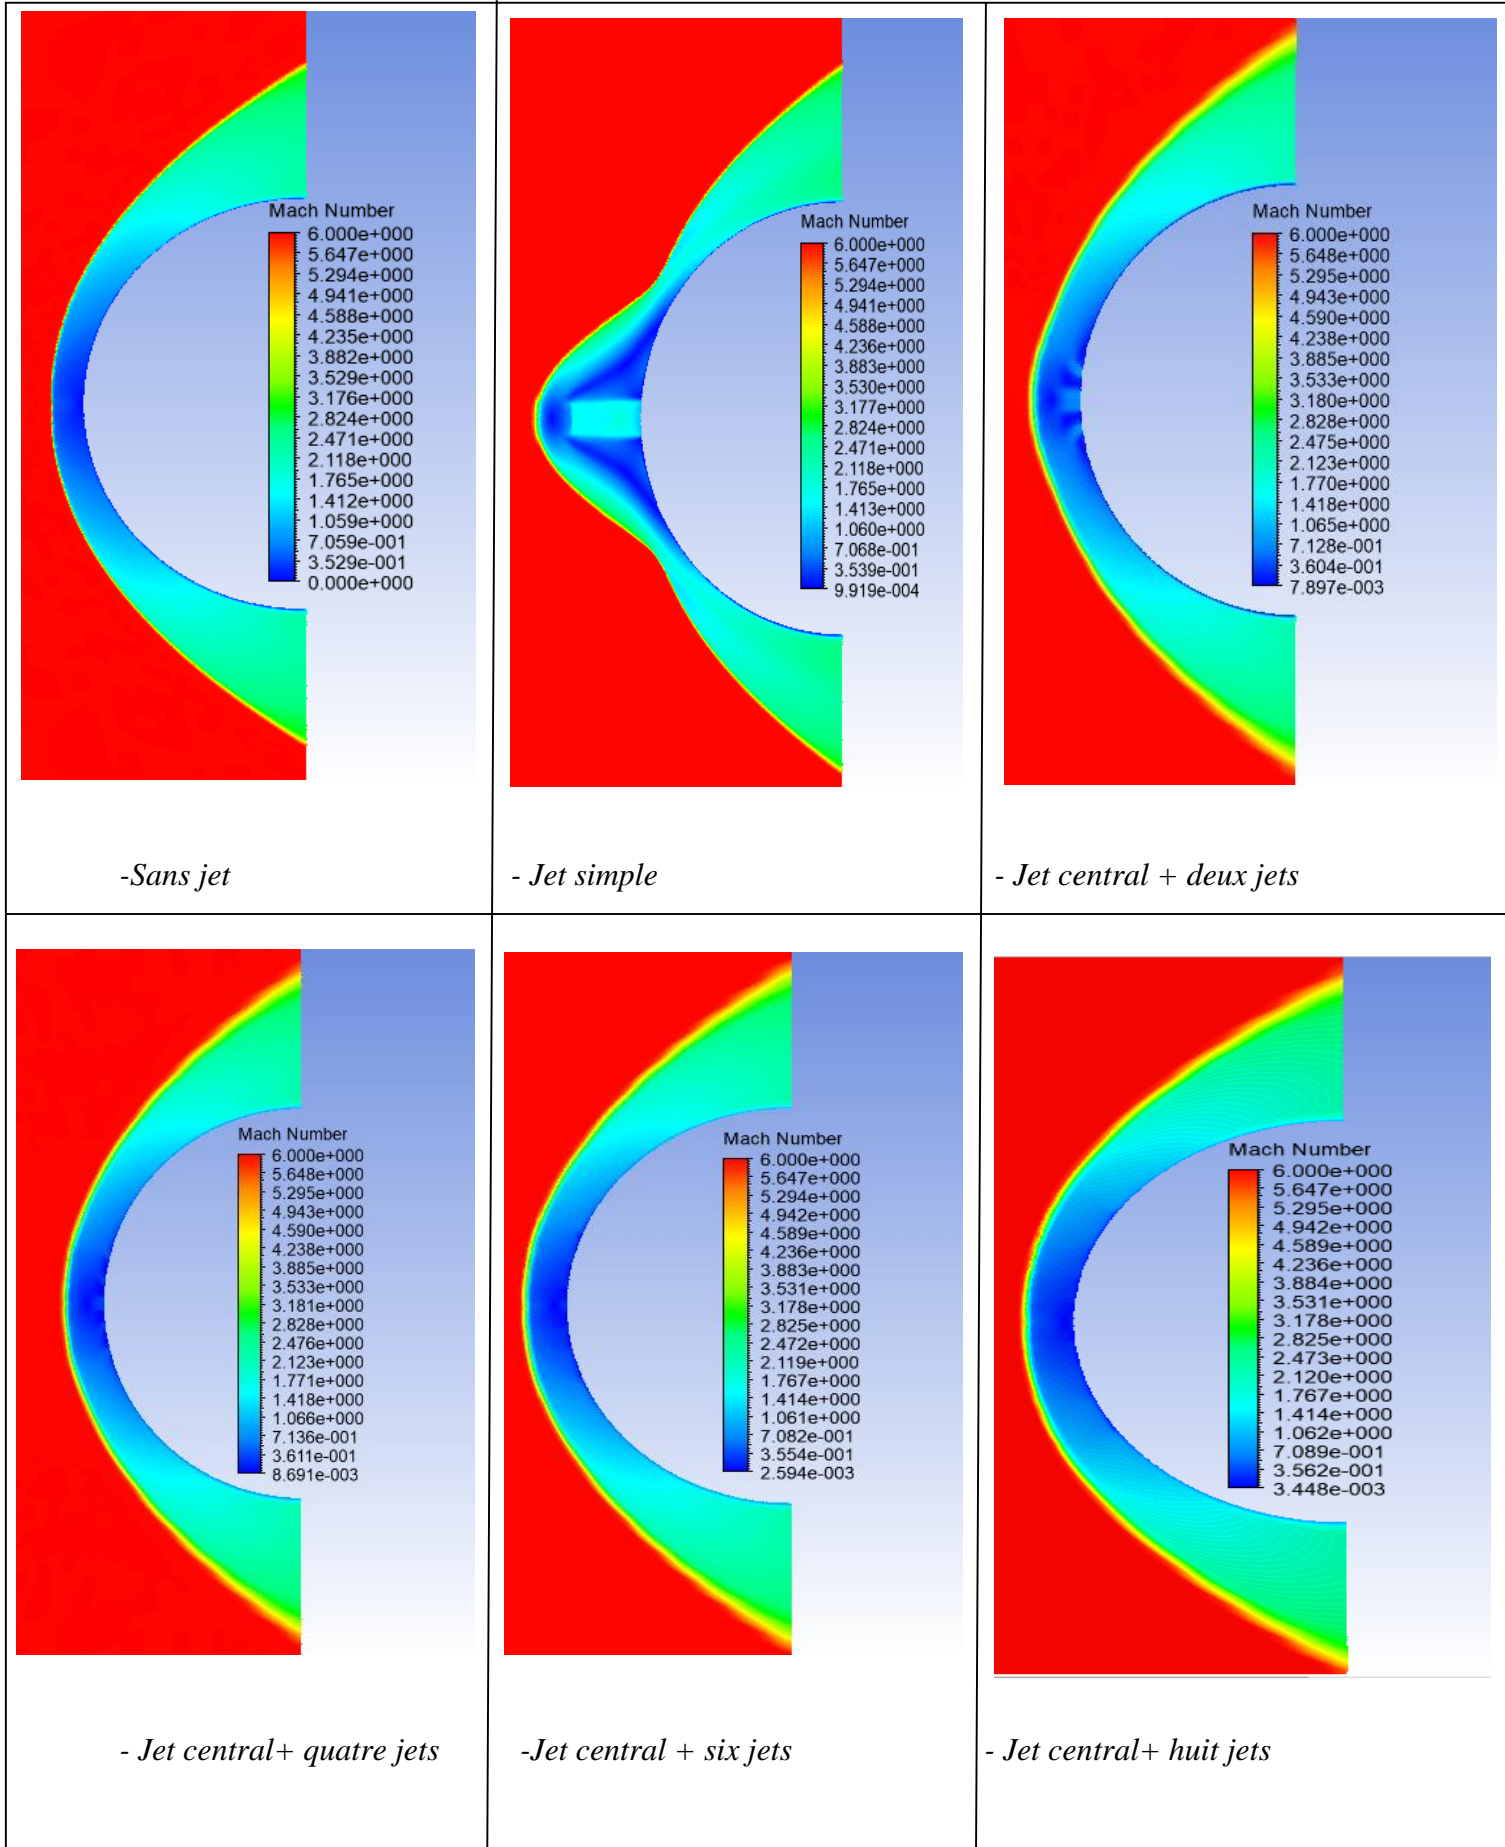 Mach Number
6.000e+000
5.647e+000
5.294e+000
4.941e+000
4.588e+000
4.235e+000
3.882e+000
3.529e+000
3.176e+000
2.824e+000
2.471e+000
2.118e+000
1.765e+000
1.412e+000
1.059e+000
7.059e-001
3.529e-001
0.000e+000
-Sans jet
Mach Number
6.000e+000
5.647e+000
5.294e+000
4.941e+000
4.588e+000
4.236e+000
3.883e+000
3.530e+000
3.177e+000
2.824e+000
2.471e+000
2.118e+000
1.765e+000
1.413e+000
1.060e+000
7.068e-001
3.539e-001
9.919e-004
- Jet simple
Mach Number
6.000e+000
5.648e+000
5.295e+000
4.943e+000
4.590e+000
4.238e+000
3.885e+000
3.533e+000
3.180e+000
2.828e+000
2.475e+000
2.123e+000
1.770e+000
1.418e+000
1.065e+000
7.128e-001
3.604e-001
7.897e-003
- Jet central + deux jets
Mach Number
6.000e+000
5.648e+000
5.295e+000
4.943e+000
4.590e+000
4.238e+000
3.885e+000
3.533e+000
3.181e+000
2.828e+000
2.476e+000
2.123e+000
1.771e+000
1.418e+000
1.066e+000
7.136e-001
3.611e-001
8.691e-003
- Jet central+ quatre jets
Mach Number
6.000e+000
5.647e+000
5.294e+000
4.942e+000
4.589e+000
4.236e+000
3.883e+000
3.531e+000
3.178e+000
2.825e+000
2.472e+000
2.119e+000
1.767e+000
1.414e+000
1.061e+000
7.082e-001
3.554e-001
2.594e-003
-Jet central + six jets
Mach Number
6.000e+000
5.647e+000
5.295e+000
4.942e+000
4.589e+000
4.236e+000
3.884e+000
3.531e+000
3.178e+000
2.825e+000
2.473e+000
2.120e+000
1.767e+000
1.414e+000
1.062e+000
7.089e-001
3.562e-001
3.448e-003
- Jet central+ huit jets